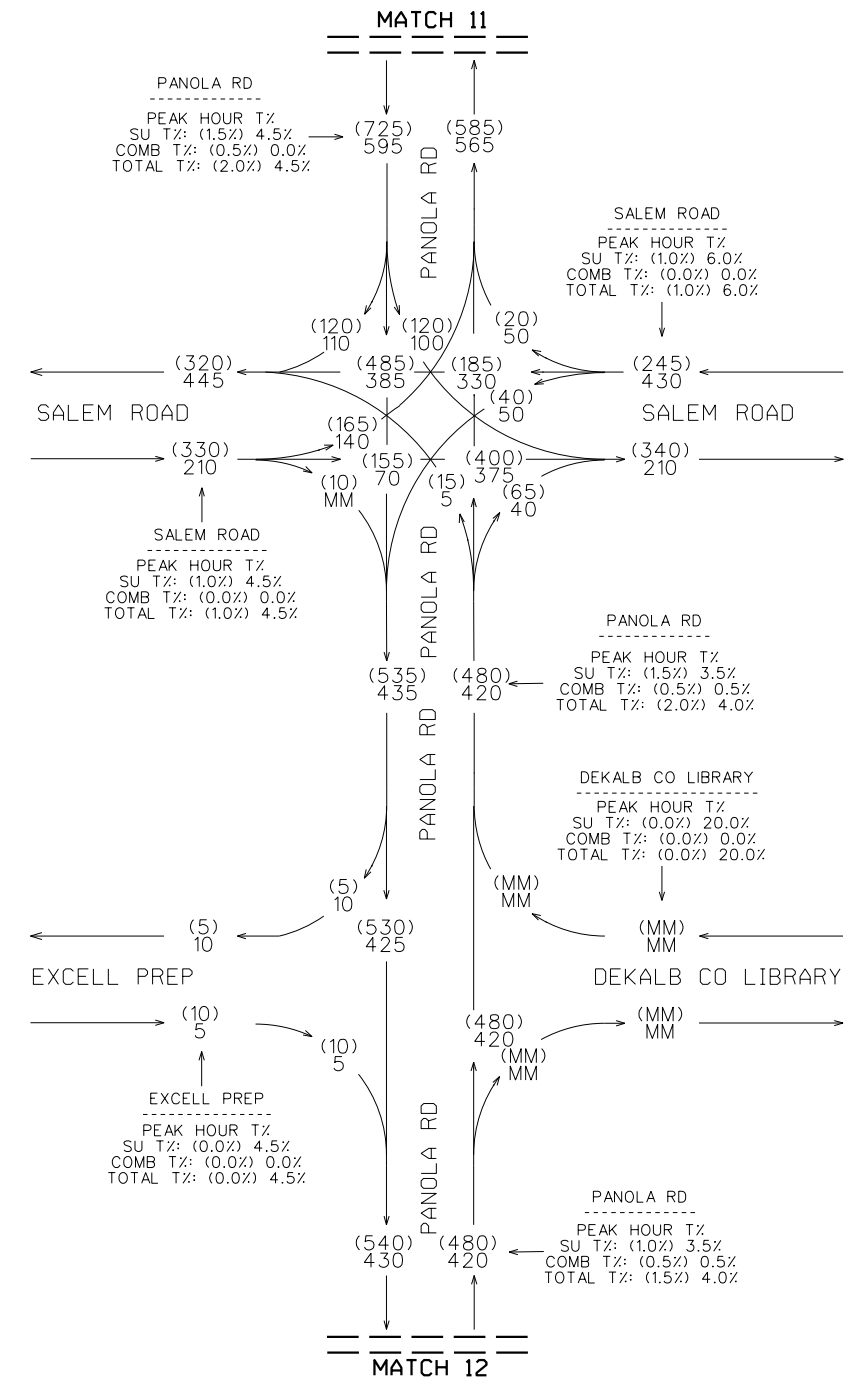 MATCH 11
PANOLA RD
PEAK HOUR T%
SU T%: (1.5%) 4.5%
COMB T%: (0.5%) 0.0%
TOTAL T%: (2.0%) 4.5%
(725)
595
PANOLA RD
(585)
565
SALEM ROAD
PEAK HOUR T%
SU T%: (1.0%) 6.0%
COMB T%: (0.0%) 0.0%
TOTAL T%: (1.0%) 6.0%
(120)
110
(120)
100
(20)
50
(320)
445
(485)
385
(185)
330
(245)
430
(40)
50
SALEM ROAD
SALEM ROAD
(165)
140
(330)
210
(155)
70
(400)
375
(340)
210
(10)
MM
(15)
5
(65)
40
SALEM ROAD
PEAK HOUR T%
SU T%: (1.0%) 4.5%
COMB T%: (0.0%) 0.0%
TOTAL T%: (1.0%) 4.5%
PANOLA RD
PANOLA RD
PEAK HOUR T%
SU T%: (1.5%) 3.5%
COMB T%: (0.5%) 0.5%
TOTAL T%: (2.0%) 4.0%
(535)
435
(480)
420
PANOLA RD
DEKALB CO LIBRARY
PEAK HOUR T%
SU T%: (0.0%) 20.0%
COMB T%: (0.0%) 0.0%
TOTAL T%: (0.0%) 20.0%
(5)
10
(MM)
MM
(5)
10
(530)
425
(MM)
MM
EXCELL PREP
DEKALB CO LIBRARY
(10)
5
(10)
5
(480)
420
(MM)
MM
(MM)
MM
EXCELL PREP
PEAK HOUR T%
SU T%: (0.0%) 4.5%
COMB T%: (0.0%) 0.0%
TOTAL T%: (0.0%) 4.5%
PANOLA RD
PANOLA RD
PEAK HOUR T%
SU T%: (1.0%) 3.5%
COMB T%: (0.5%) 0.5%
TOTAL T%: (1.5%) 4.0%
(540)
430
(480)
420
MATCH 12